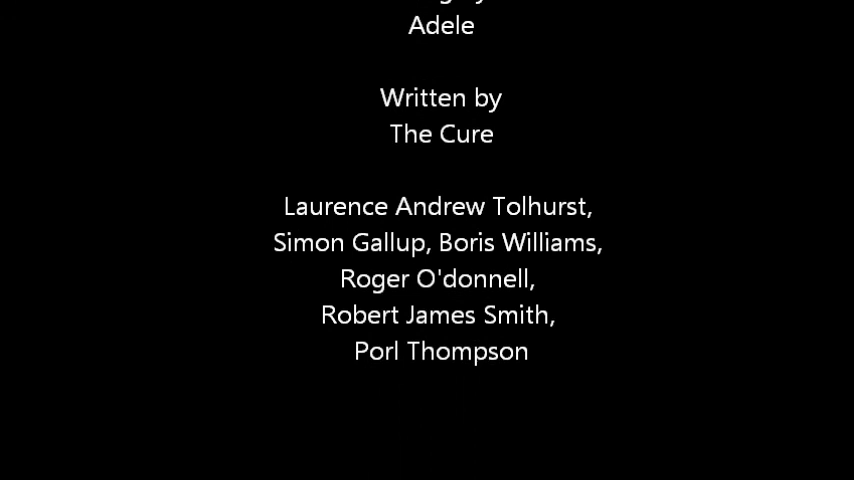 Adele
Written by
The Cure
Laurence Andrew Tolhurst,
Simon Gallup, Boris Williams,
Roger O'donnell,
Robert James Smith,
Porl Thompson